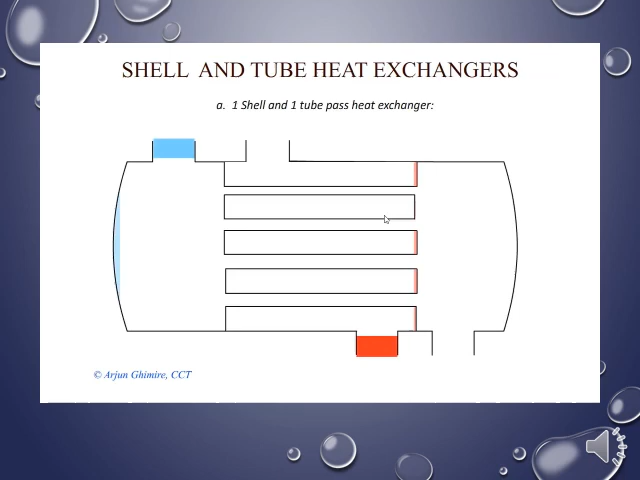 SHELL AND TUBE HEAT EXCHANGERS
a. 1 Shell and 1 tube pass heat exchanger:
© Arjun Ghimire, CCT